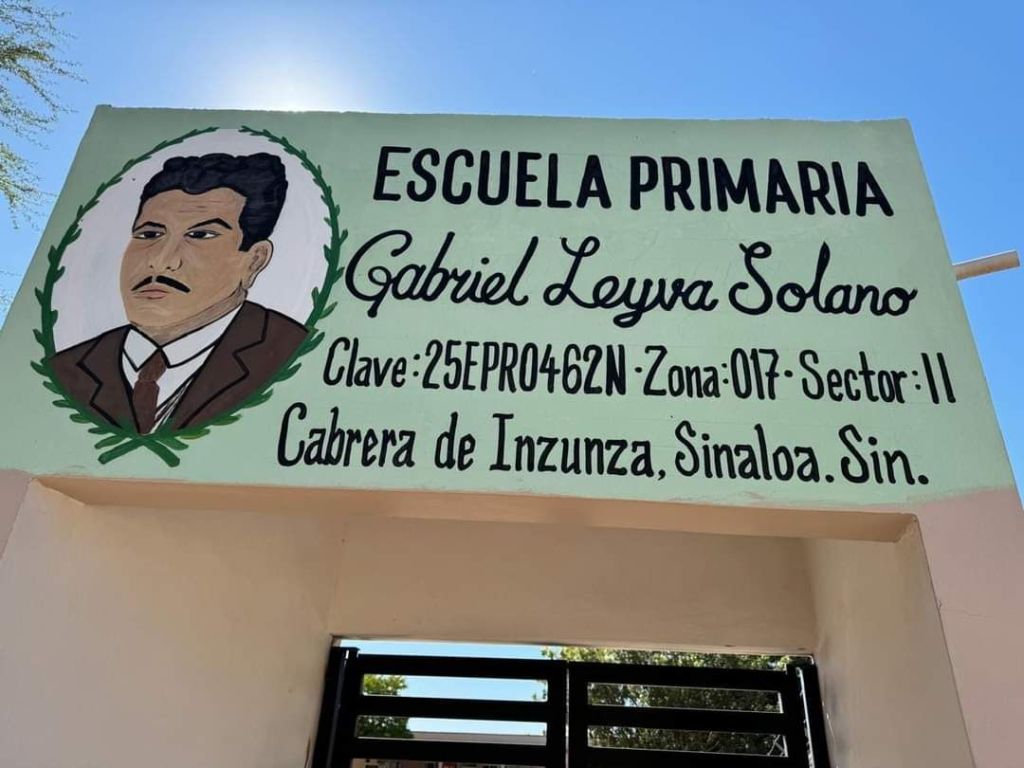 ESCUELA PRIMARIA
Gabriel Leyva Solano
Clave:25EPR0462N·Zona:017·Sector:11
Cabrera de Inzunza, Sinaloa. Sin.